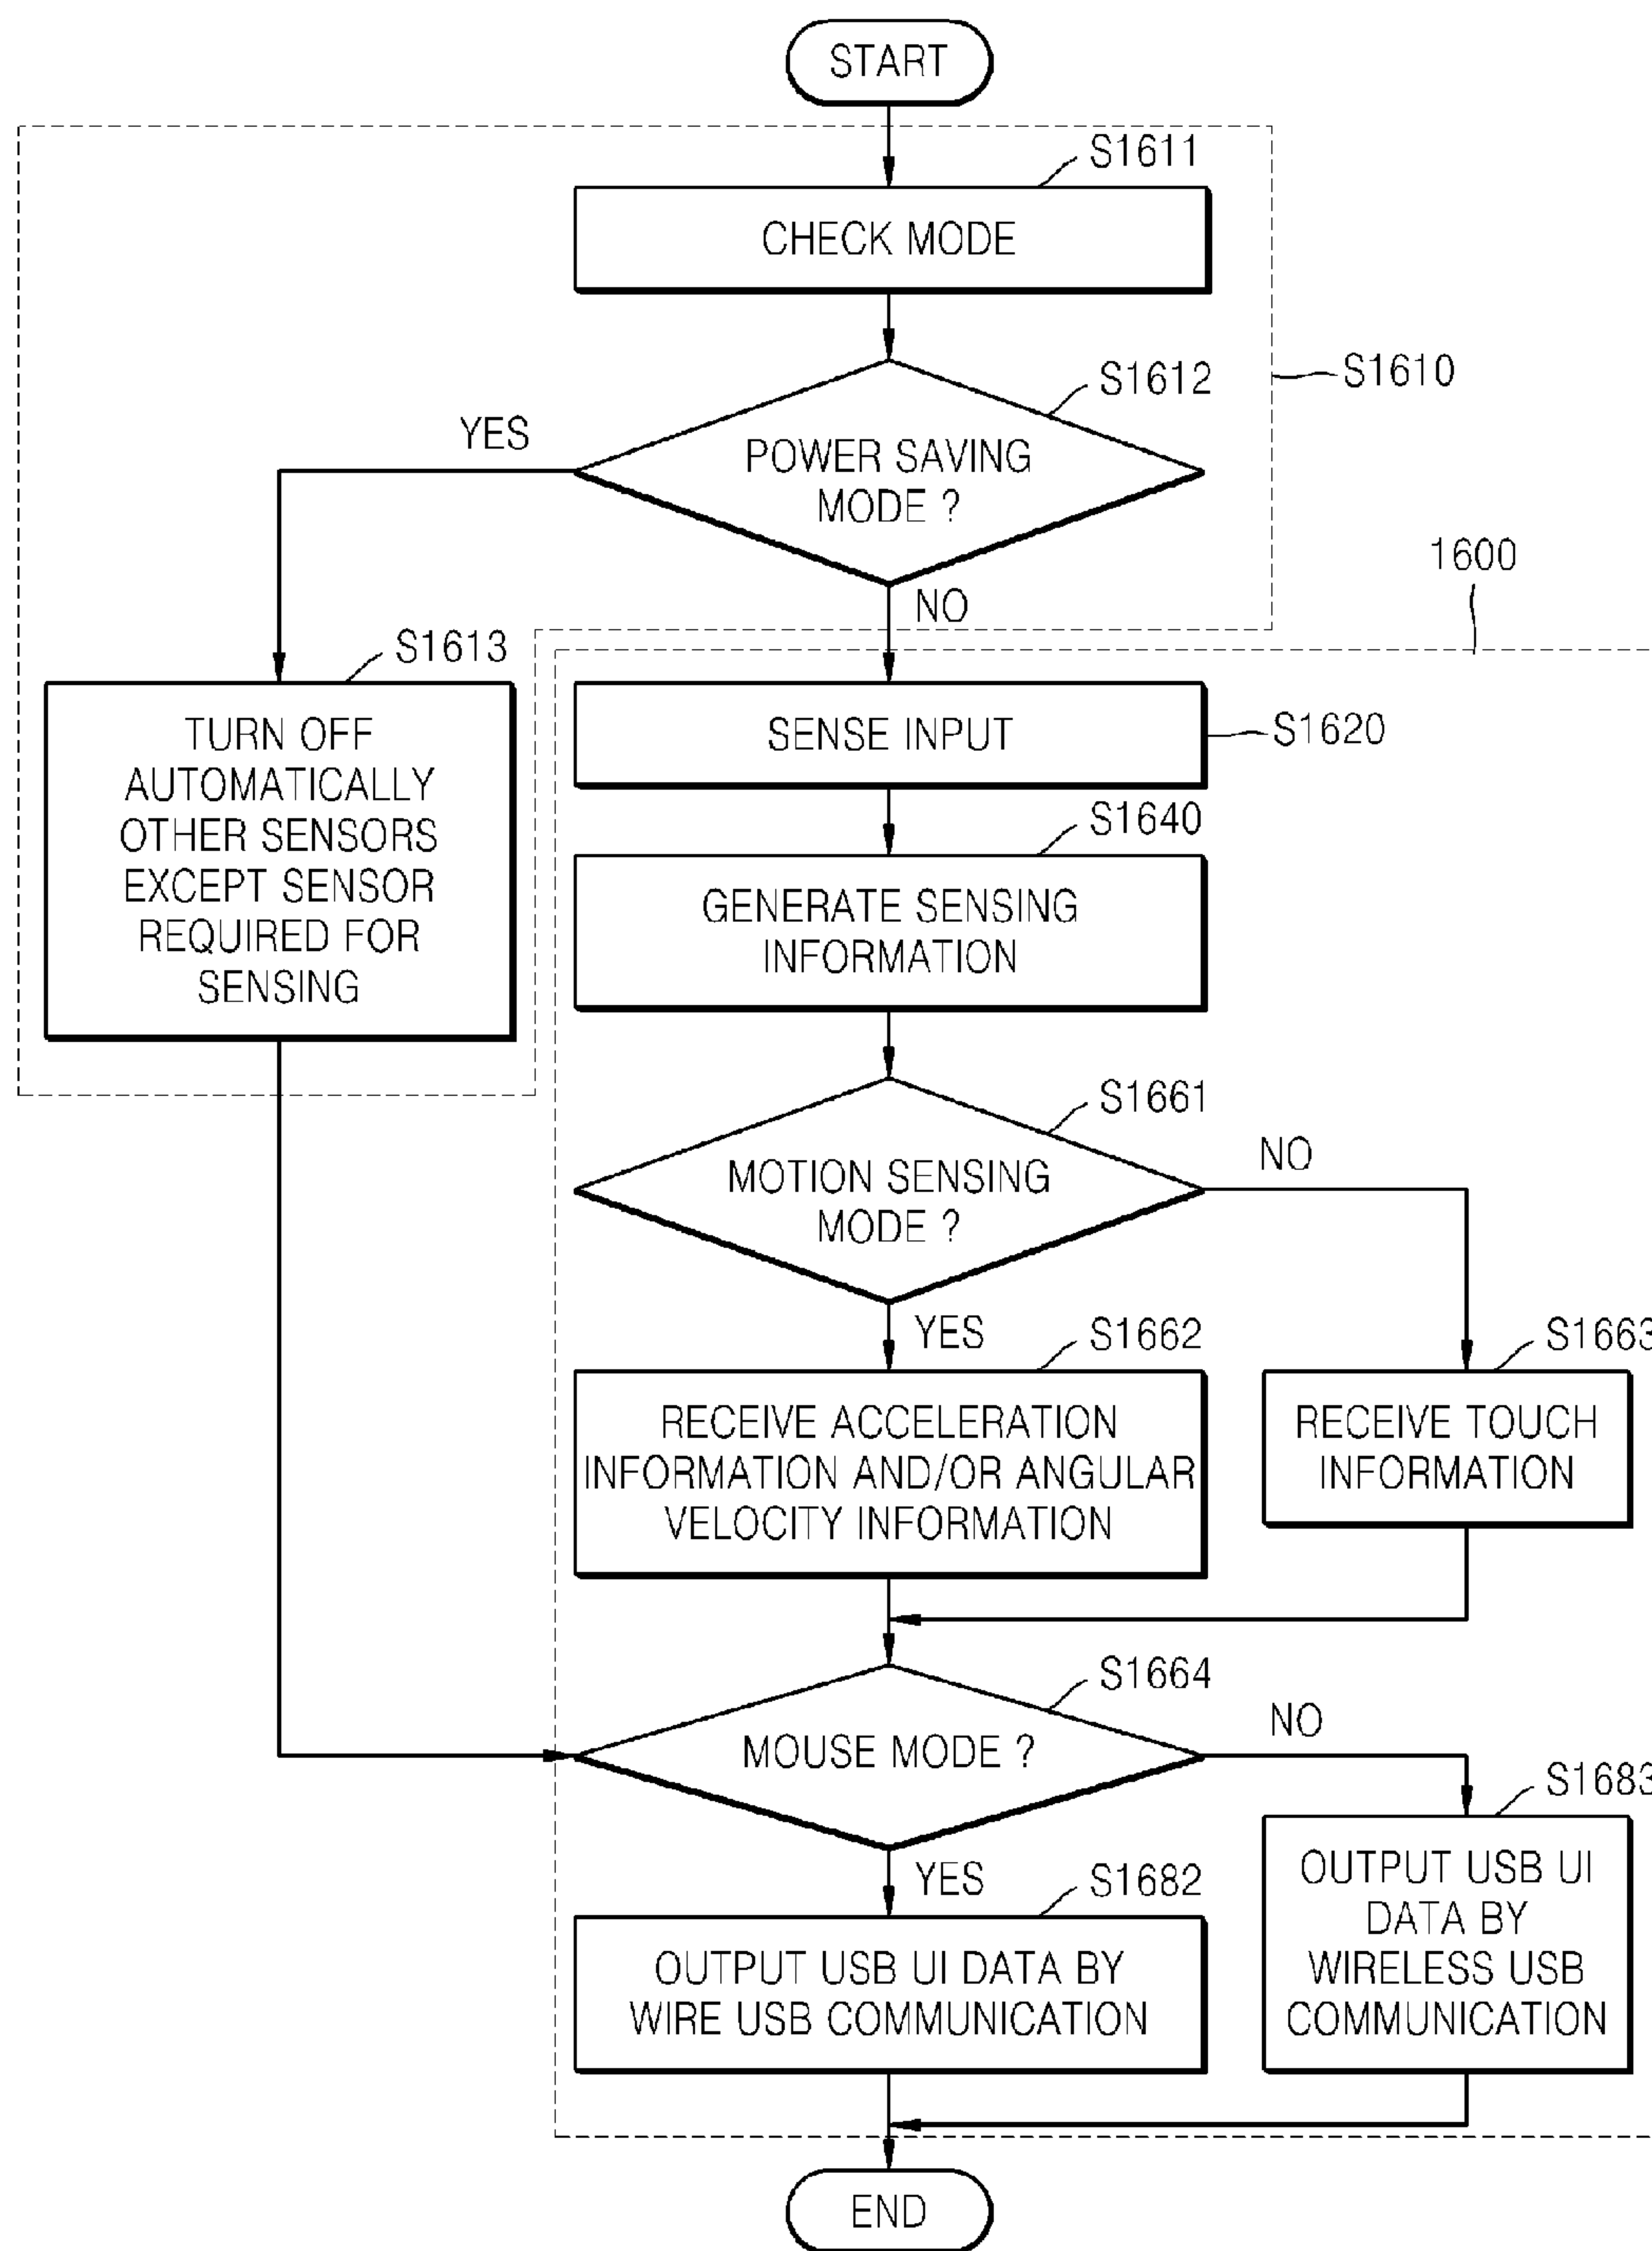 START
S1611
CHECK MODE
S1612
S1610
YES
POWER SAVING
MODE ?
NO
1600
S1613
TURN OFF
AUTOMATICALLY
OTHER SENSORS
EXCEPT SENSOR
REQUIRED FOR
SENSING
SENSE INPUT
S1620
S1640
GENERATE SENSING
INFORMATION
S1661
MOTION SENSING
MODE ?
NO
YES
S1662
RECEIVE ACCELERATION
INFORMATION AND/OR ANGULAR
VELOCITY INFORMATION
S1663
RECEIVE TOUCH
INFORMATION
S1664
MOUSE MODE ?
NO
YES
S1682
OUTPUT USB UI DATA BY
WIRE USB COMMUNICATION
S1683
OUTPUT USB UI
DATA BY
WIRELESS USB
COMMUNICATION
END